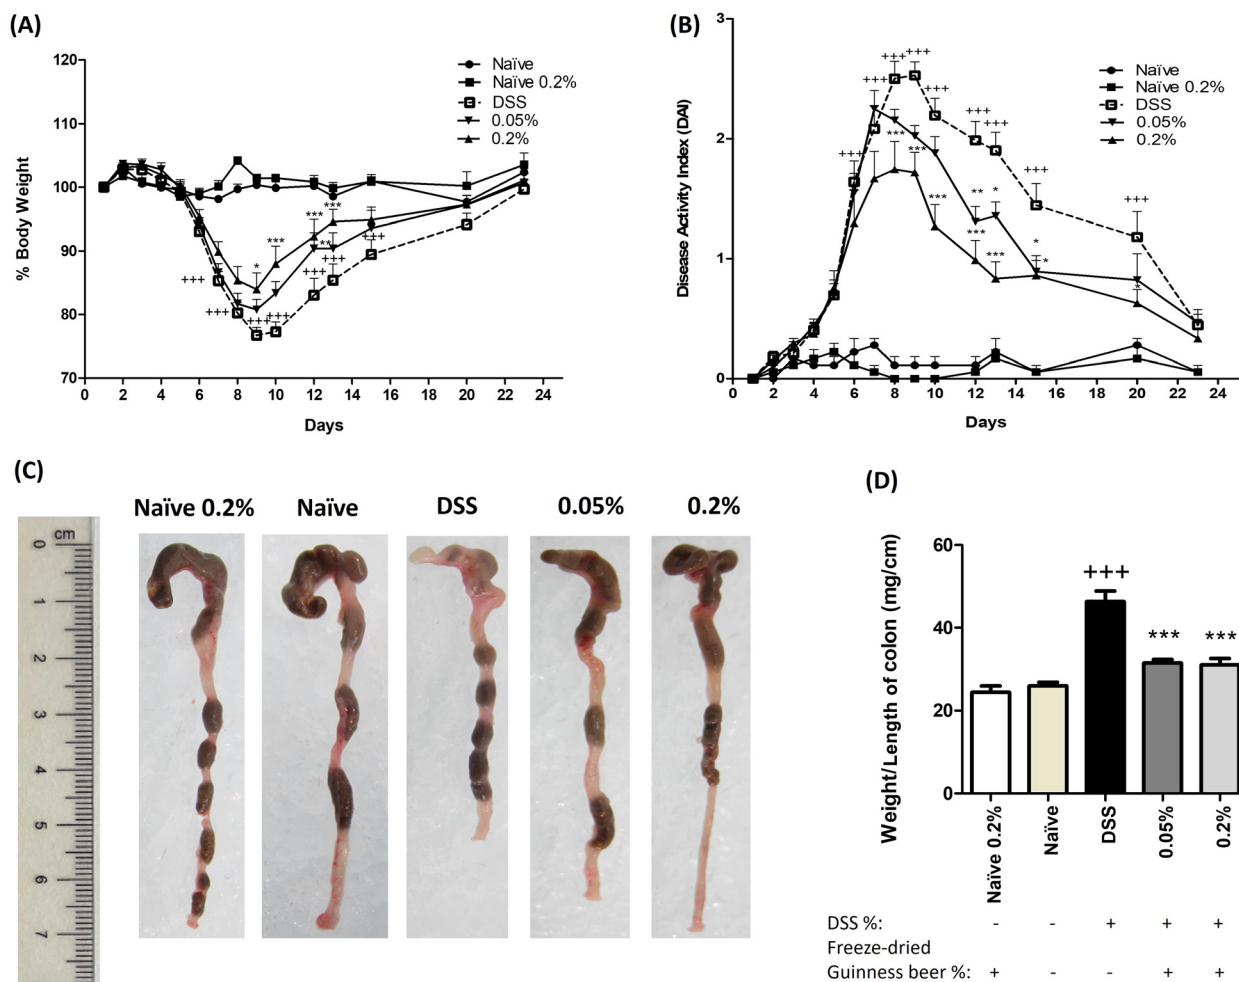 (A)
120
110
100
90
80
70
% Body Weight
0 2 4 6 8 10 12 14 16 18 20 22 24
Days
Naïve
Naïve 0.2%
DSS
0.05%
0.2%
+++
+++
+++
+++
+++
+++
+++
*
***
***
***
**
(B)
3
2
1
0
Disease Activity Index (DAI)
0 2 4 6 8 10 12 14 16 18 20 22 24
Days
Naïve
Naïve 0.2%
DSS
0.05%
0.2%
+++
+++
+++
+++
+++
+++
+++
+++
+++
***
***
***
**
*
***
***
*
*
*
(C)
Naïve 0.2% Naïve DSS 0.05% 0.2%
cm
0
1
2
3
4
5
6
7
(D)
60
40
20
0
Weight/Length of colon (mg/cm)
+++
***
***
Naïve 0.2%
Naïve
DSS
0.05%
0.2%
DSS %: - - + + +
Freeze-dried
Guinness beer %: + - - + +